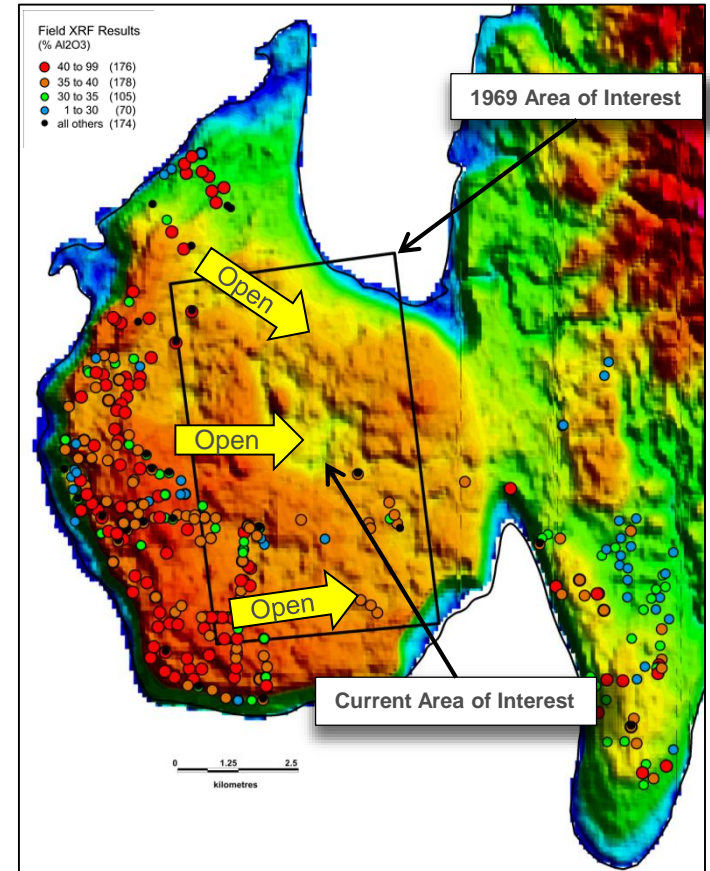 Field XRF Results
(% Al2O3)
40 to 99 (176)
35 to 40 (178)
30 to 35 (105)
1 to 30 (70)
all others (174)
1969 Area of Interest
Open
Open
Open
Current Area of Interest
0 1.25 2.5
kilometres